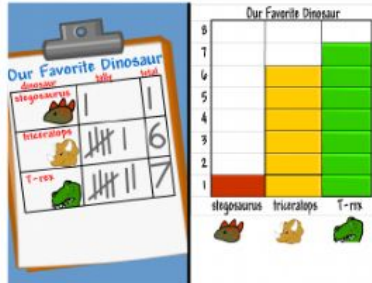 Our Favorite Dinosaur
dinosaur tally total
stegosaurus 1
triceratops 6
T-rex 7
Our Favorite Dinosaur
8
7
6
5
4
3
2
1
stegosaurus triceratops T-rex